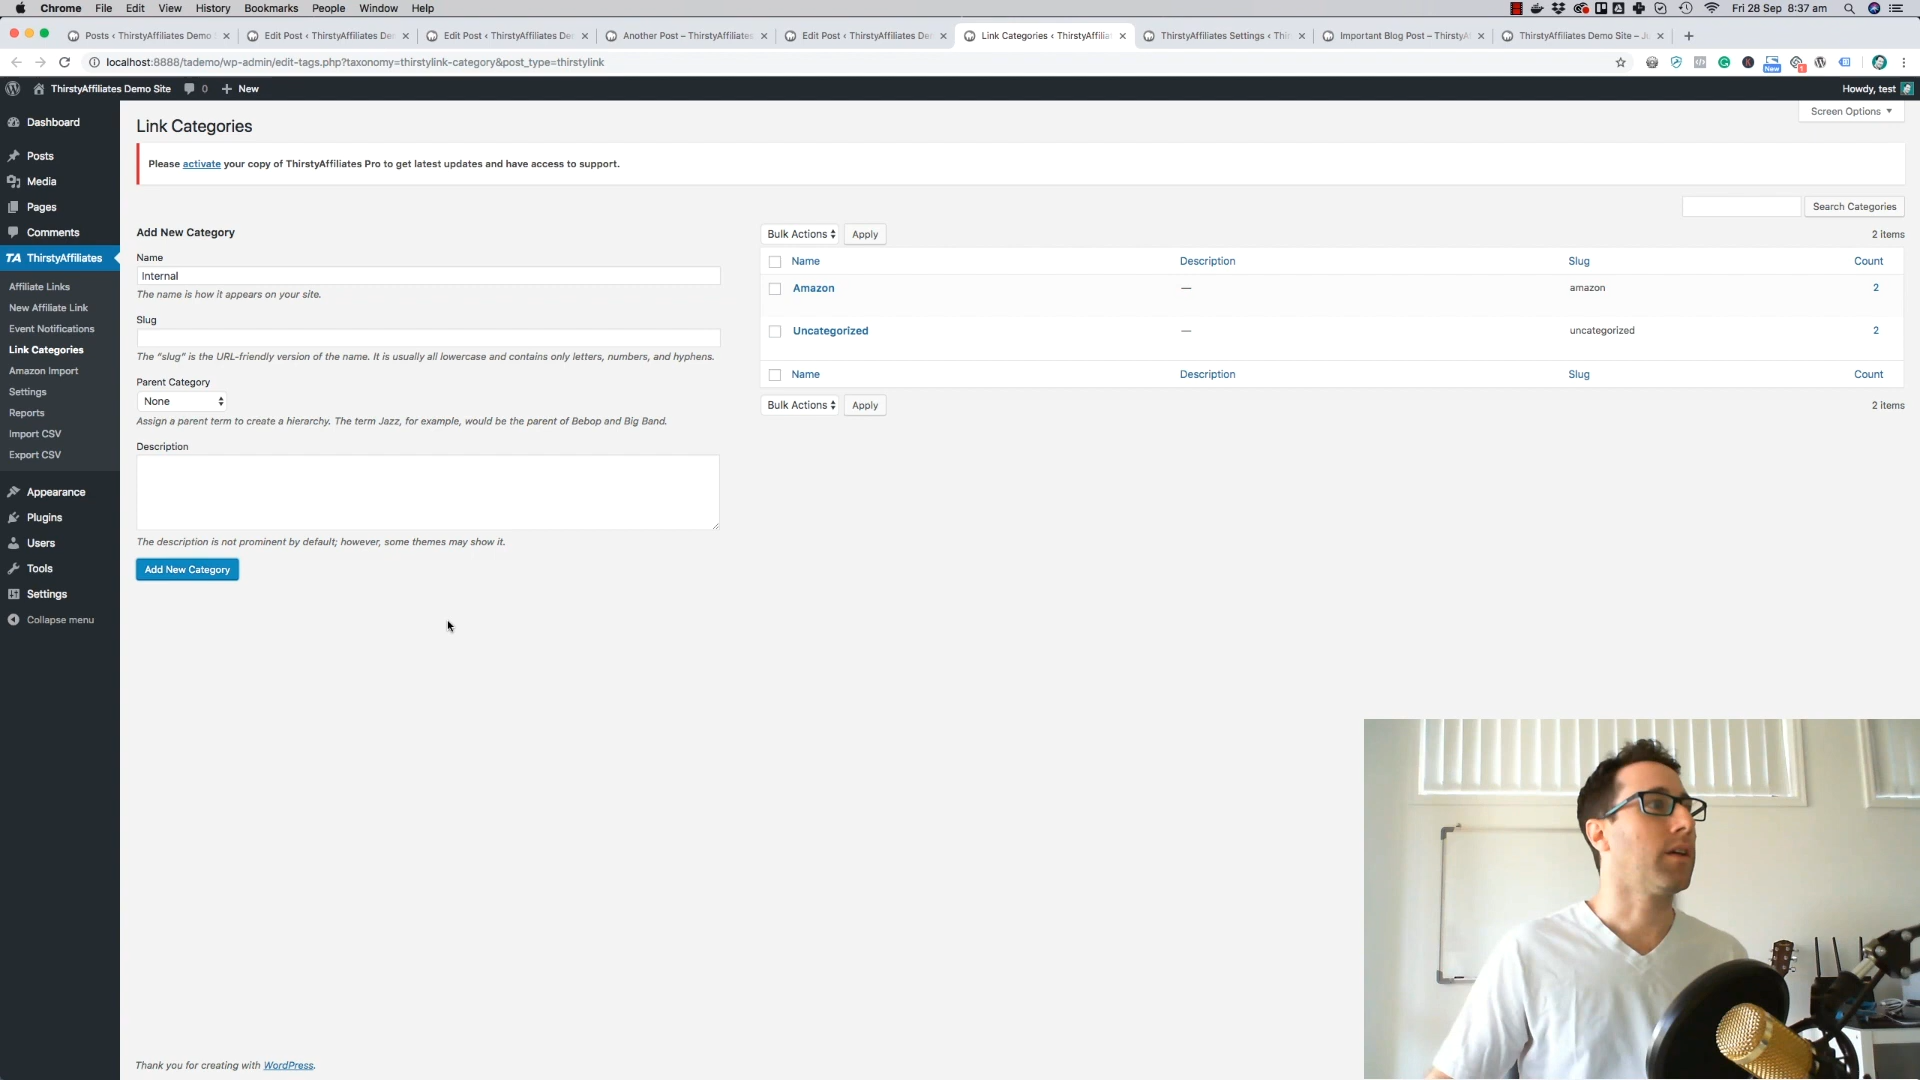 Chrome File Edit View History Bookmarks People Window Help
Fri 28 Sep 8:37 am
Posts ‹ ThirstyAffiliates Demo
Edit Post ‹ ThirstyAffiliates De
Edit Post ‹ ThirstyAffiliates De
Another Post – ThirstyAffiliates
Edit Post ‹ ThirstyAffiliates De
Link Categories ‹ ThirstyAffilia
ThirstyAffiliates Settings ‹ Thi
Important Blog Post – ThirstyA
ThirstyAffiliates Demo Site – J
localhost:8888/tademo/wp-admin/edit-tags.php?taxonomy=thirstylink-category&post_type=thirstylink
New
ThirstyAffiliates Demo Site 0 New
Howdy, test
Dashboard
Posts
Media
Pages
Comments
TA ThirstyAffiliates
Affiliate Links
New Affiliate Link
Event Notifications
Link Categories
Amazon Import
Settings
Reports
Import CSV
Export CSV
Appearance
Plugins
Users
Tools
Settings
Collapse menu
Screen Options
Link Categories
Please activate your copy of ThirstyAffiliates Pro to get latest updates and have access to support.
Search Categories
Add New Category
Name
Internal
The name is how it appears on your site.
Slug
The "slug" is the URL-friendly version of the name. It is usually all lowercase and contains only letters, numbers, and hyphens.
Parent Category
None
Assign a parent term to create a hierarchy. The term Jazz, for example, would be the parent of Bebop and Big Band.
Description
The description is not prominent by default; however, some themes may show it.
Add New Category
Bulk Actions Apply 2 items
Name Description Slug Count
Amazon — amazon 2
Uncategorized — uncategorized 2
Name Description Slug Count
Bulk Actions Apply 2 items
Thank you for creating with WordPress.